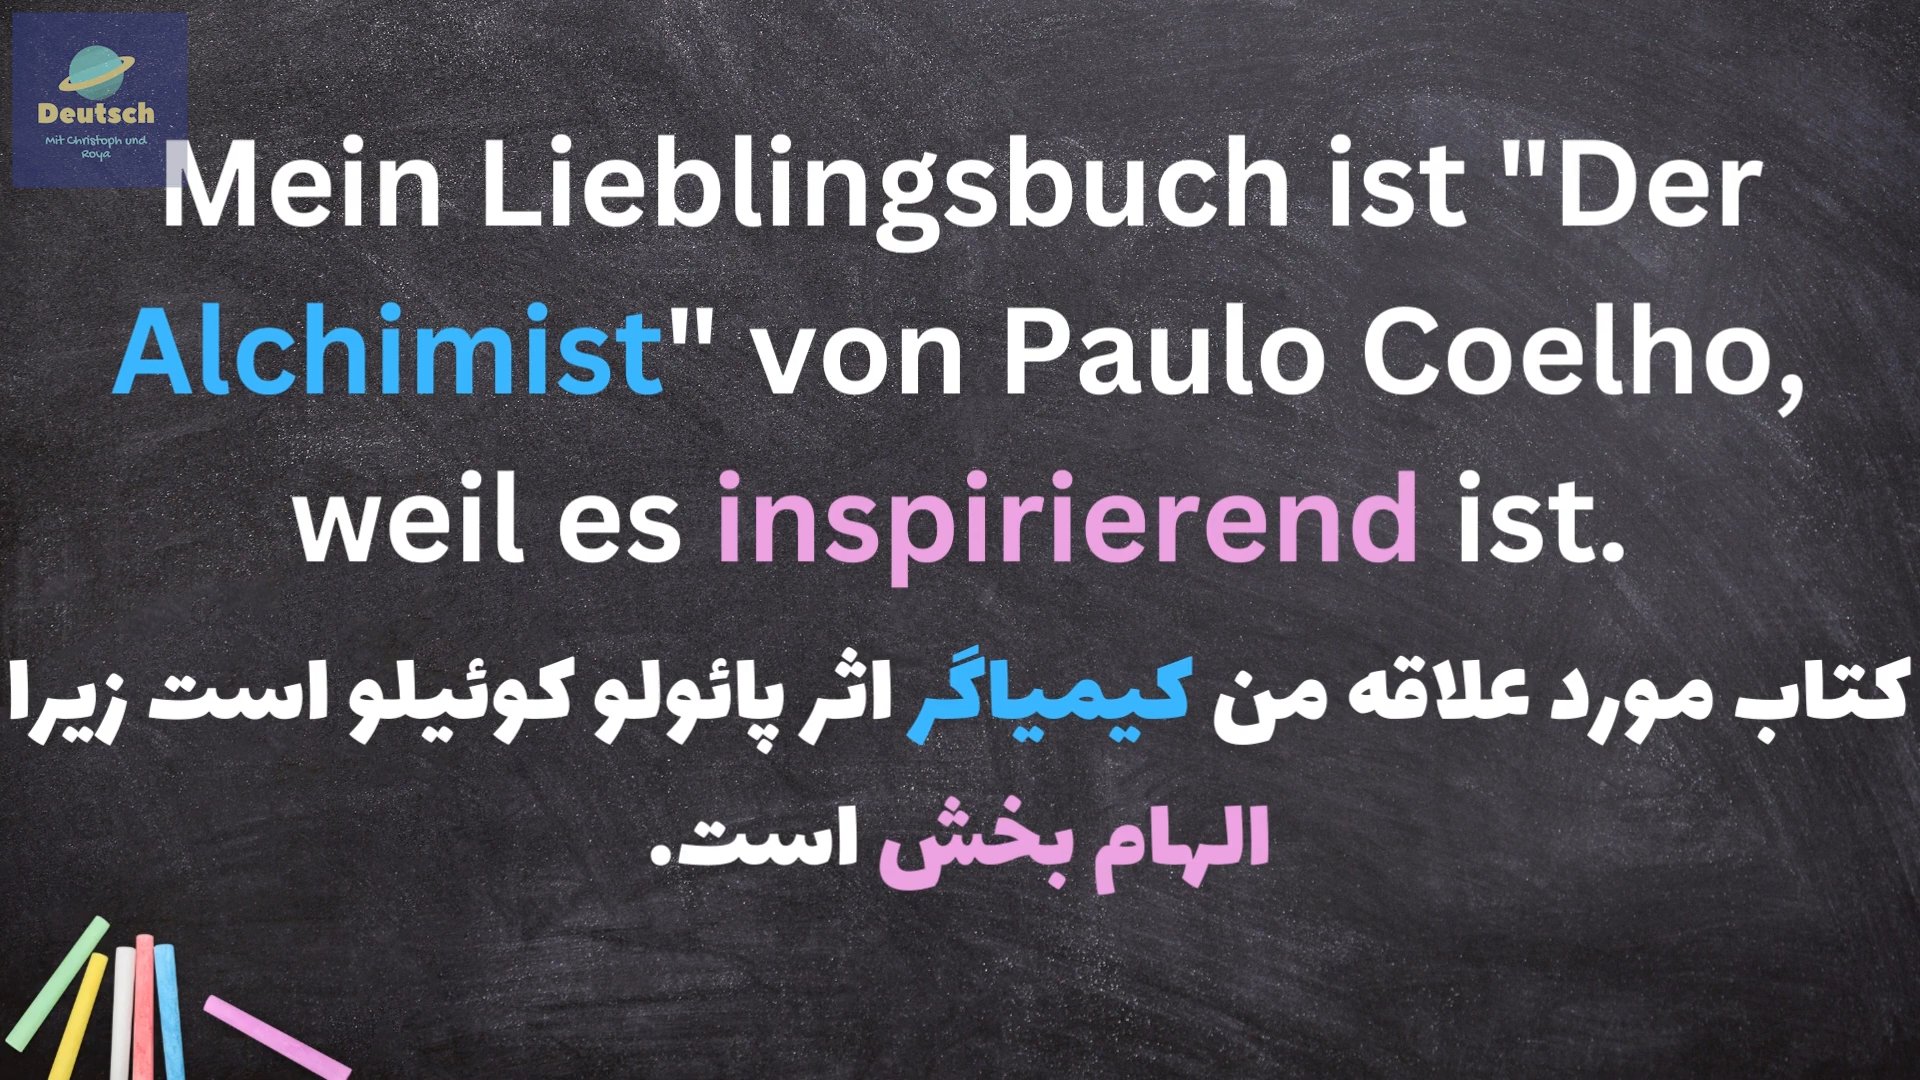 Deutsch
Mit Christoph und
Roya
Mein Lieblingsbuch ist "Der
Alchimist" von Paulo Coelho,
weil es inspirierend ist.
کتاب مورد علاقه من کیمیاگر اثر پائولو کوئیلو است زیرا
الهام بخش است.